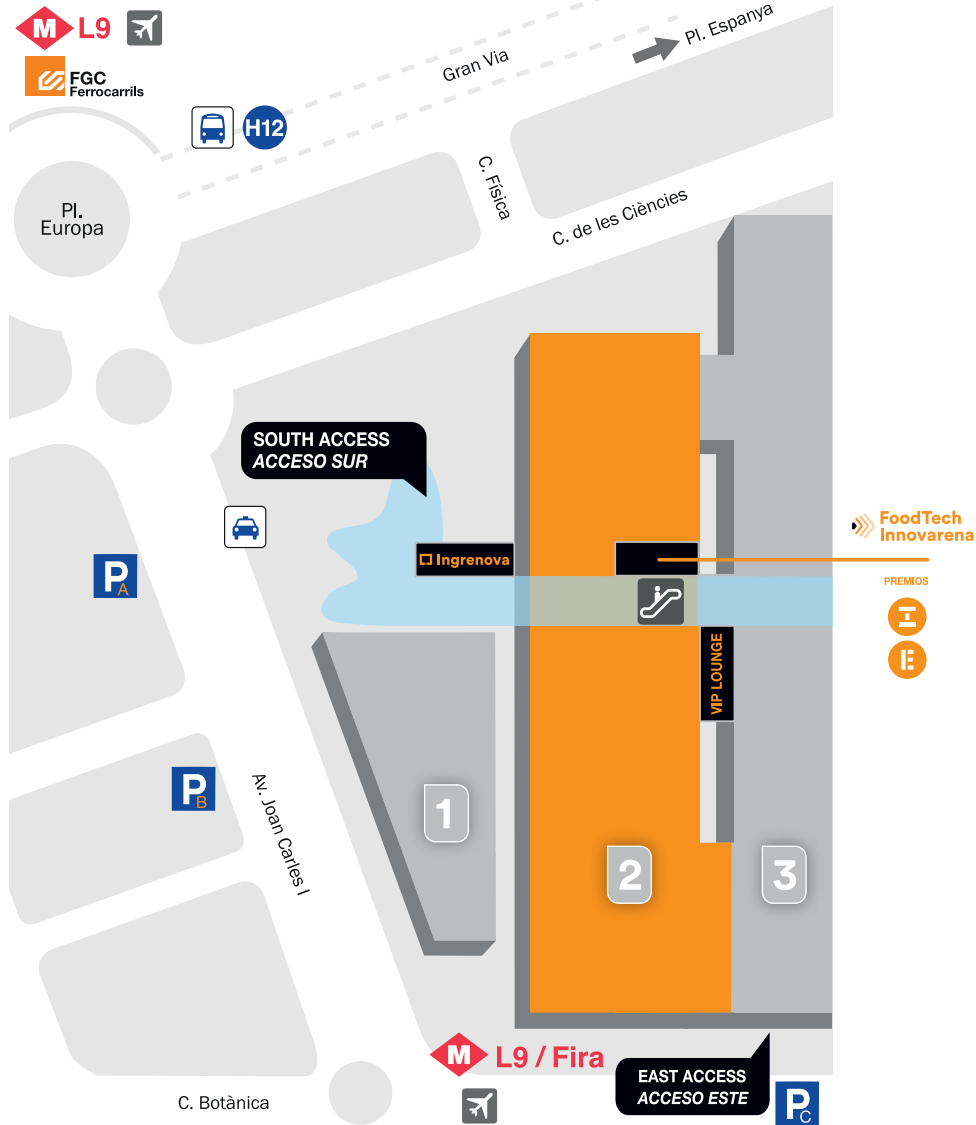 M L9
FGC
Ferrocarrils
H12
Gran Via
Pl. Espanya
Pl.
Europa
C. Física
C. de les Ciències
SOUTH ACCESS
ACCESO SUR
FoodTech
Innovarena
Ingrenova
P A
PREMIOS
I
E
VIP LOUNGE
P B
Av. Joan Carles I
1
2
3
M L9 / Fira
EAST ACCESS
ACCESO ESTE
P C
C. Botànica